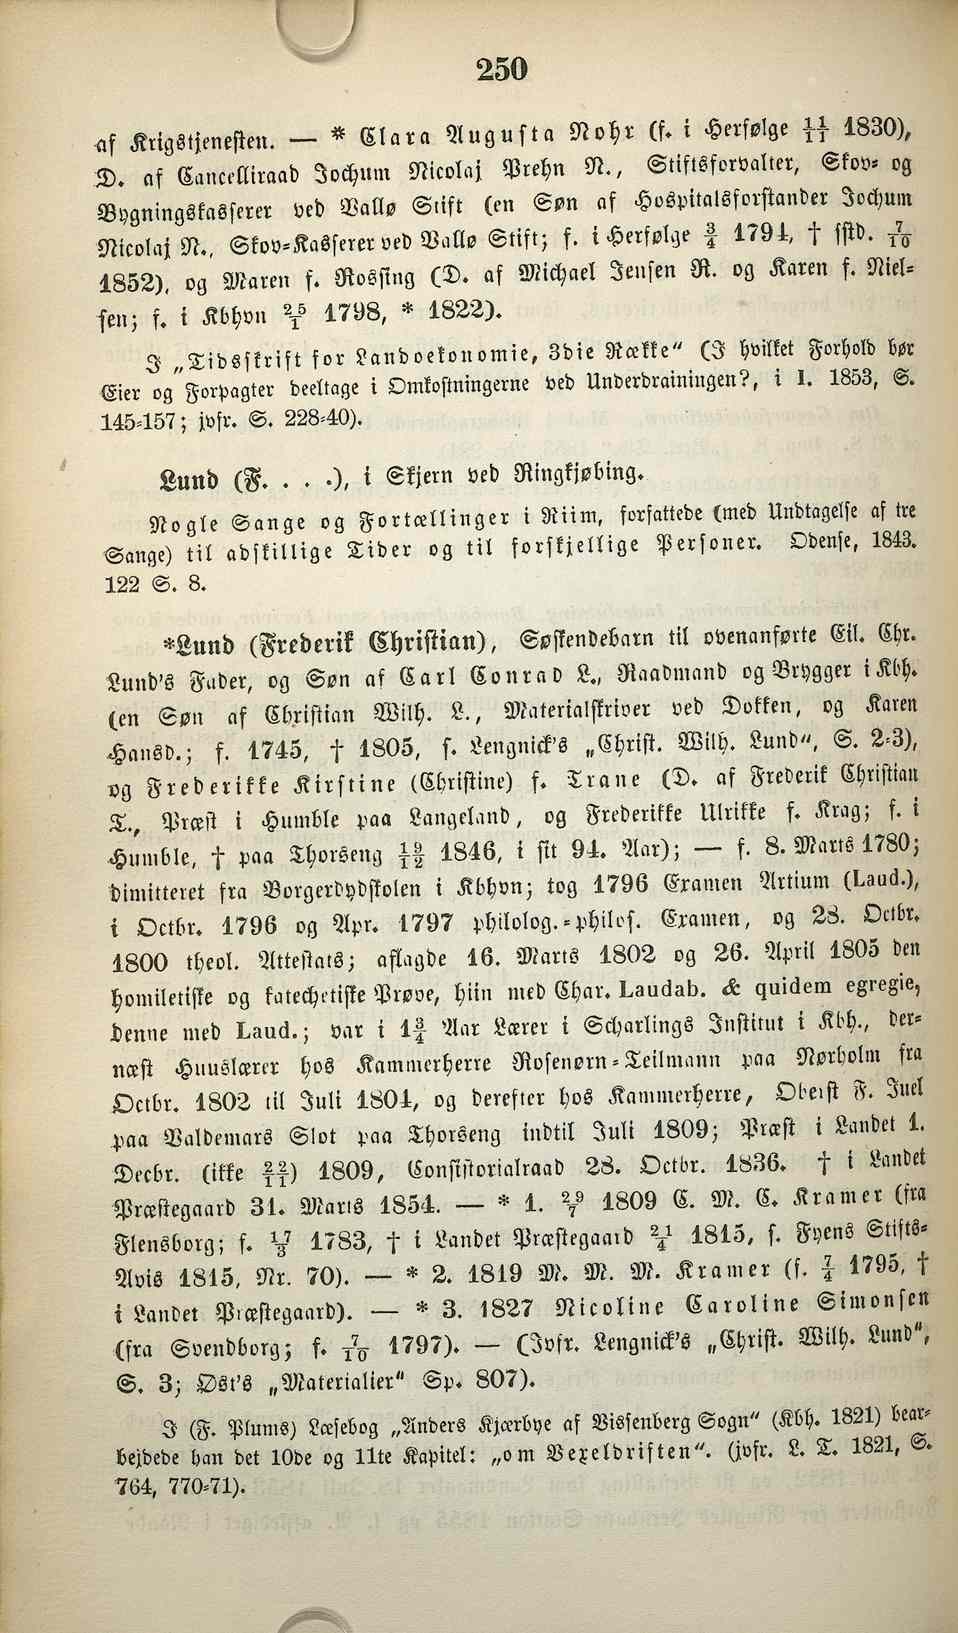 250
af Krigstjenesten. — * Clara Augusta Nohr (f. i Herfølge 11/11 1830),
D. af Cancelliraad Jochum Nicolaj Prehn N., Stiftsforvalter, Skov- og
Bygningskasserer ved Vallø Stift (en Søn af Hospitalsforstander Jochum
Nicolaj N., Skov-Kasserer ved Vallø Stift; f. i Herfølge 3/4 1794, † sstd. 7/10
1852), og Maren f. Rossing (D. af Michael Jensen R. og Karen f. Niel-
sen; f. i Kbhvn 25/1 1798, * 1822).
I „Tidsskrift for Landoekonomie, 3die Række“ (I hvilket Forhold bør
Eier og Forpagter deeltage i Omkostningerne ved Underdrainingen?, i I. 1853, S.
145-157; jvfr. S. 228-40).
Lund (F. . . .), i Skjern ved Ringkjøbing.
Nogle Sange og Fortællinger i Riim, forfattede (med Undtagelse af tre
Sange) til adskillige Tider og til forskjellige Personer. Odense, 1843.
122 S. 8.
*Lund (Frederik Christian), Søskendebarn til ovenanførte Eil. Chr.
Lund's Fader, og Søn af Carl Conrad L., Raadmand og Brygger i Kbh.
(en Søn af Christian Wilh. L., Materialskriver ved Dokken, og Karen
Hansd.; f. 1745, † 1805, s. Lengnick's „Christ. Wilh. Lund“, S. 2-3),
og Frederikke Kirstine (Christine) f. Trane (D. af Frederik Christian
T., Præst i Humble paa Langeland, og Frederikke Ulrikke f. Krag; f. i
Humble, † paa Thorseng 19/12 1846, i sit 94. Aar); — f. 8. Marts 1780;
dimitteret fra Borgerdydskolen i Kbhvn; tog 1796 Examen Artium (Laud.),
i Octbr. 1796 og Apr. 1797 philolog.-philos. Examen, og 28. Octbr.
1800 theol. Attestats; aflagde 16. Marts 1802 og 26. April 1805 den
homiletiske og katechetiske Prøve, hiin med Char. Laudab. & quidem egregie,
denne med Laud.; var i 1 3/4 Aar Lærer i Scharlings Institut i Kbh., der-
næst Huuslærer hos Kammerherre Rosenørn-Teilmann paa Nørholm fra
Octbr. 1802 til Juli 1804, og derefter hos Kammerherre, Oberst F. Juel
paa Valdemars Slot paa Thorseng indtil Juli 1809; Præst i Landet 1.
Decbr. (ikke 22/11) 1809, Consistorialraad 28. Octbr. 1836. † i Landet
Præstegaard 31. Marts 1854. — * 1. 29/7 1809 C. M. C. Kramer (fra
Flensborg; f. 17/3 1783, † i Landet Præstegaard 21/4 1815, s. Fyens Stifts-
Avis 1815, Nr. 70). — * 2. 1819 M. M. M. Kramer (f. 7/4 1795, †
i Landet Præstegaard). — * 3. 1827 Nicoline Caroline Simonsen
(fra Svendborg; f. 7/10 1797). — (Jvfr. Lengnick's „Christ. Wilh. Lund“,
S. 3; Øst's „Materialier“ Sp. 807).
I (F. Plums) Læsebog „Anders Kjærbye af Vissenberg Sogn“ (Kbh. 1821) bear-
bejdede han det 10de og 11te Kapitel: „om Vexeldriften“. (jvfr. L. T. 1821, S.
764, 770-71).